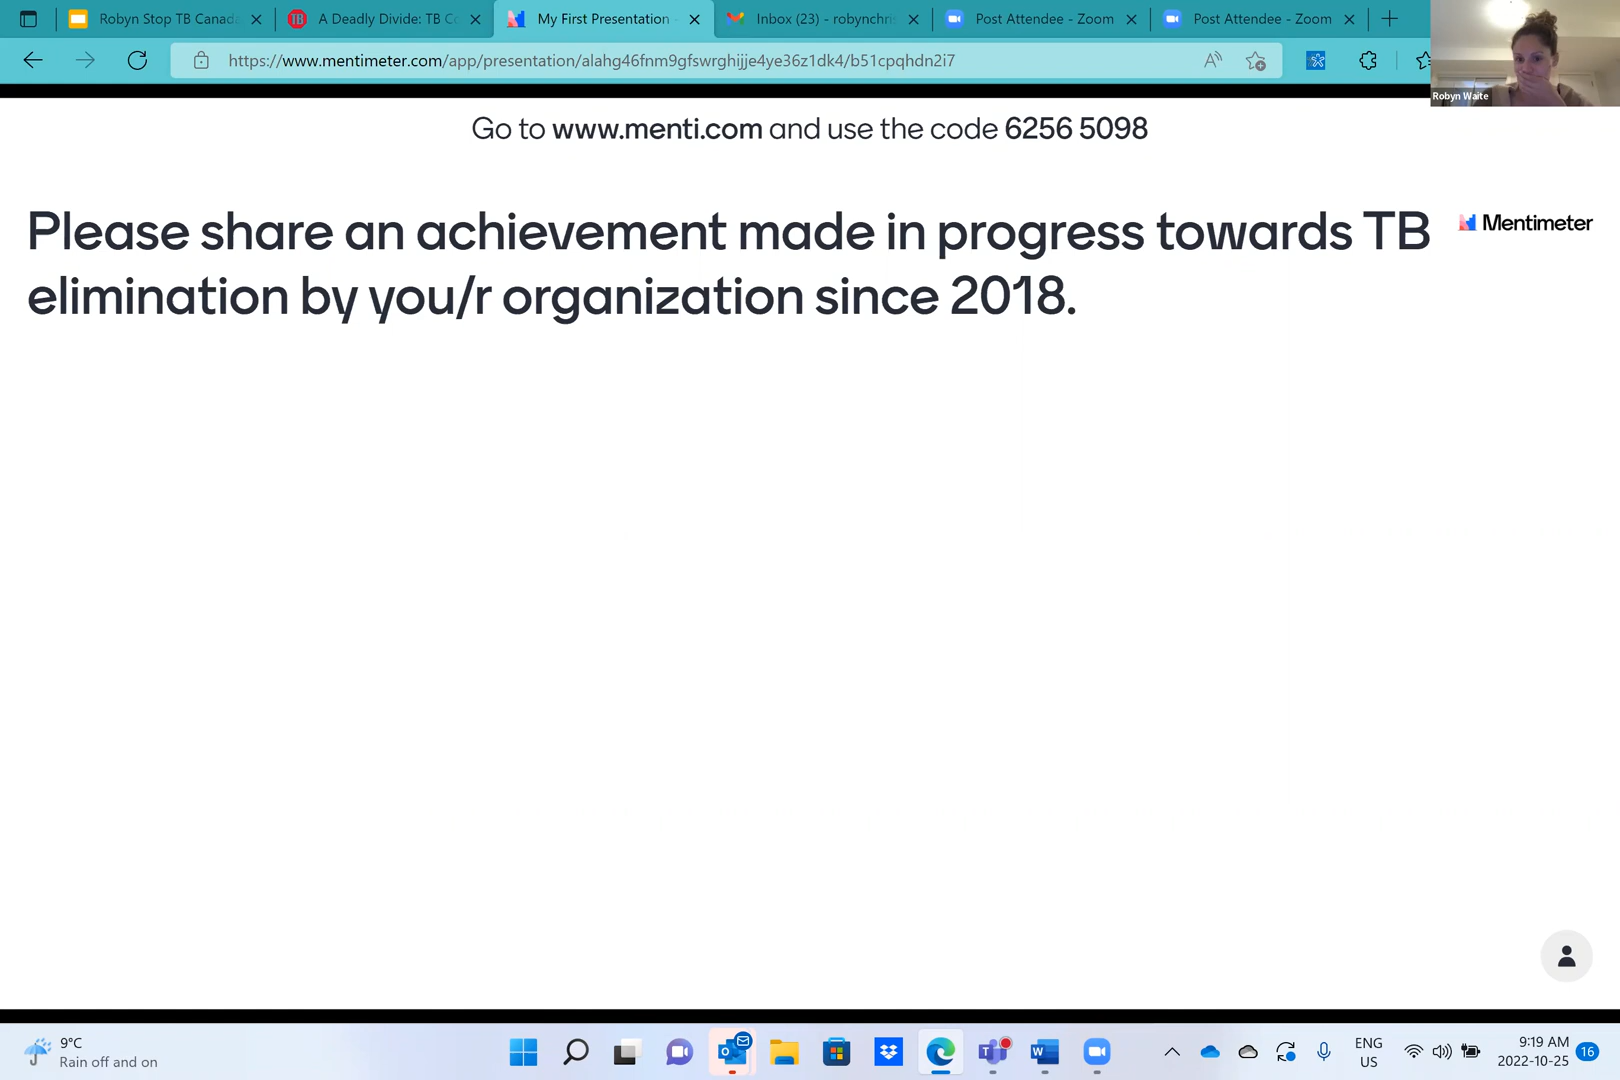 Robyn Stop TB Canada
A Deadly Divide: TB Co
My First Presentation -
Inbox (23) - robynchris
Post Attendee - Zoom
Post Attendee - Zoom
https://www.mentimeter.com/app/presentation/alahg46fnm9gfswrghijje4ye36z1dk4/b51cpqhdn2i7
Robyn Waite
Go to www.menti.com and use the code 6256 5098
Please share an achievement made in progress towards TB
elimination by you/r organization since 2018.
Mentimeter
9°C
Rain off and on
ENG
US
9:19 AM
2022-10-25
16